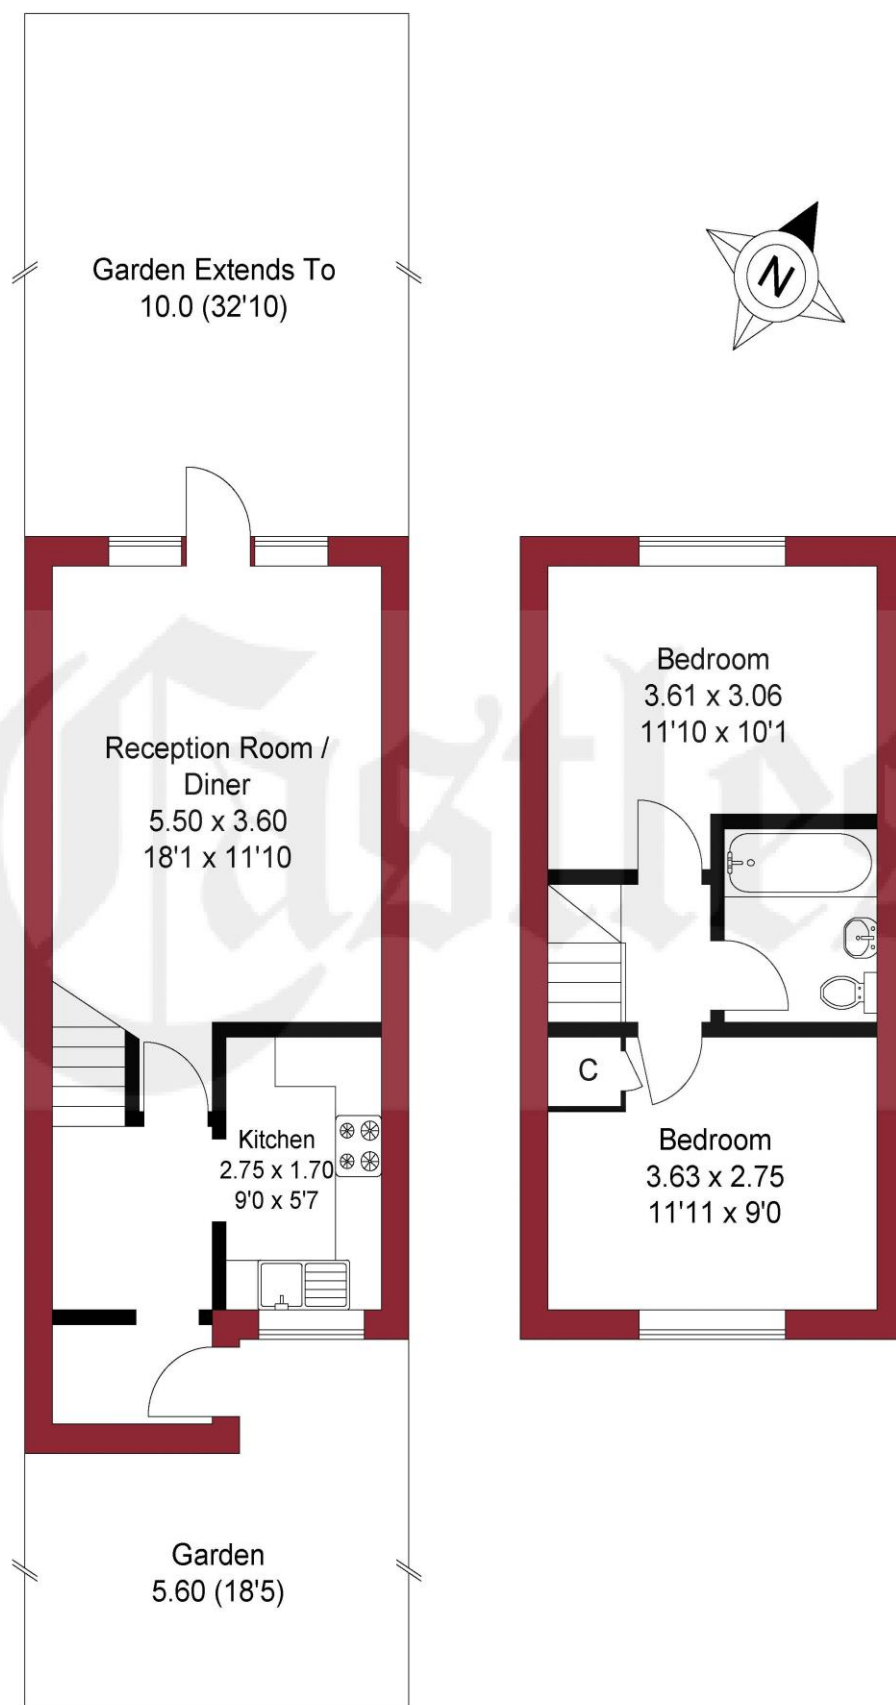 Garden Extends To
10.0 (32'10)
N
Reception Room /
Diner
5.50 x 3.60
18'1 x 11'10
Kitchen
2.75 x 1.70
9'0 x 5'7
Garden
5.60 (18'5)
Bedroom
3.61 x 3.06
11'10 x 10'1
C
Bedroom
3.63 x 2.75
11'11 x 9'0
Castles